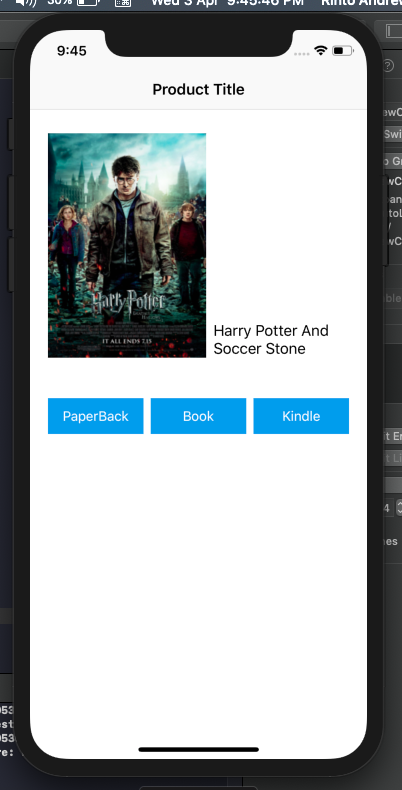 30%
Wed 3 Apr 9:45:46 PM
Rinto Andrew
9:45
Product Title
Harry Potter
IT ALL ENDS 7.15
Harry Potter And
Soccer Stone
PaperBack
Book
Kindle